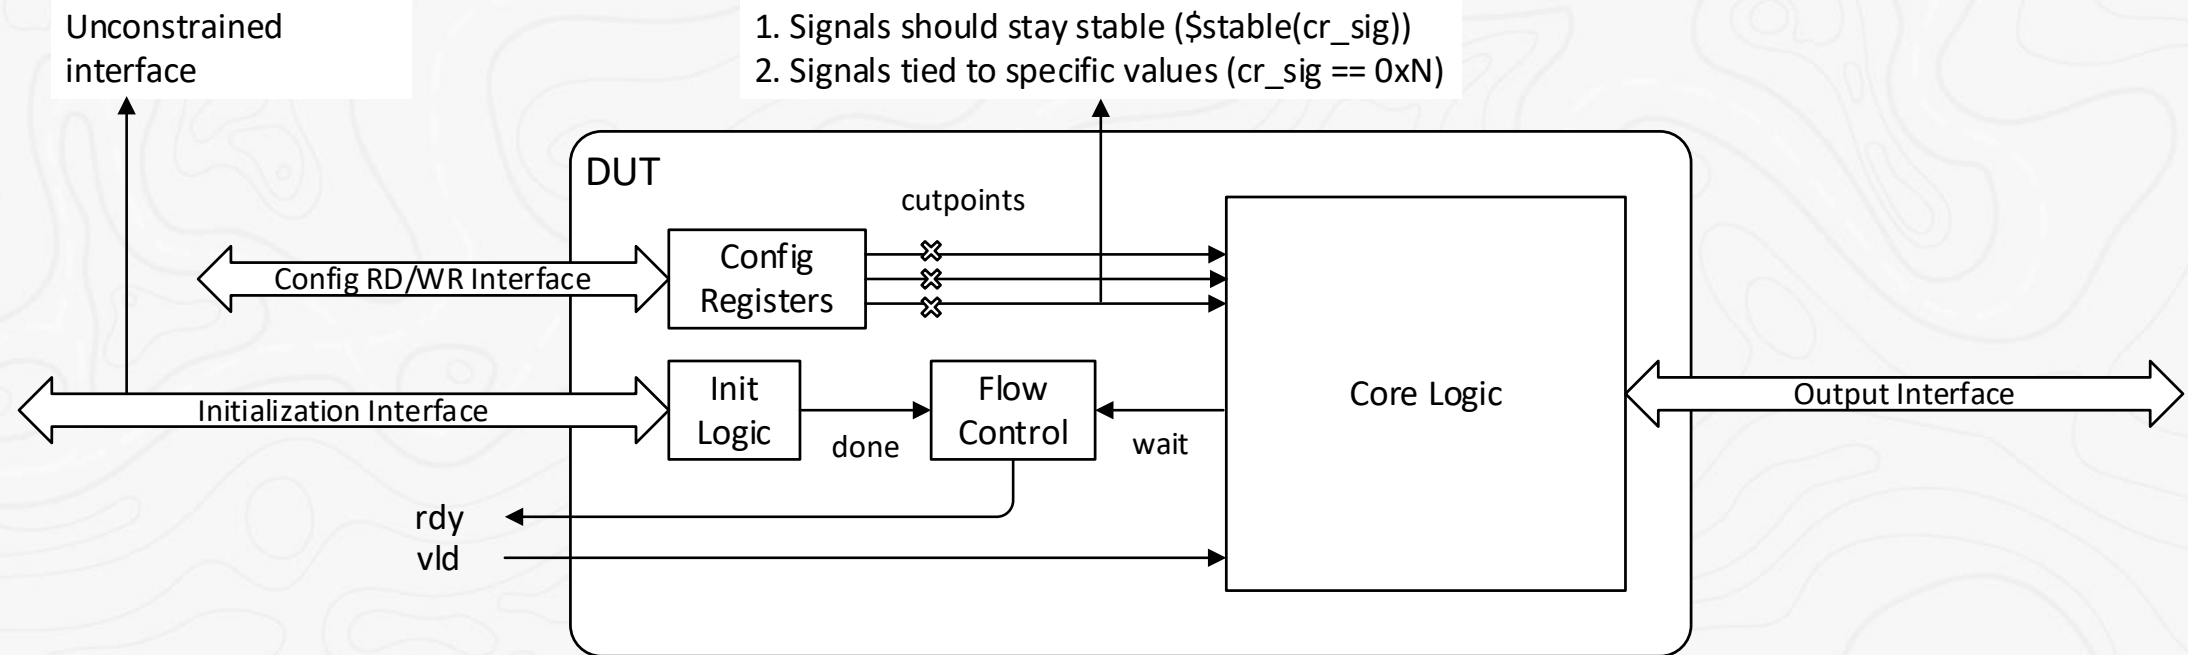 Unconstrained
interface
1. Signals should stay stable ($stable(cr_sig))
2. Signals tied to specific values (cr_sig == 0xN)
DUT
cutpoints
Config RD/WR Interface
Config
Registers
Initialization Interface
Init
Logic
done
Flow
Control
wait
Core Logic
Output Interface
rdy
vld